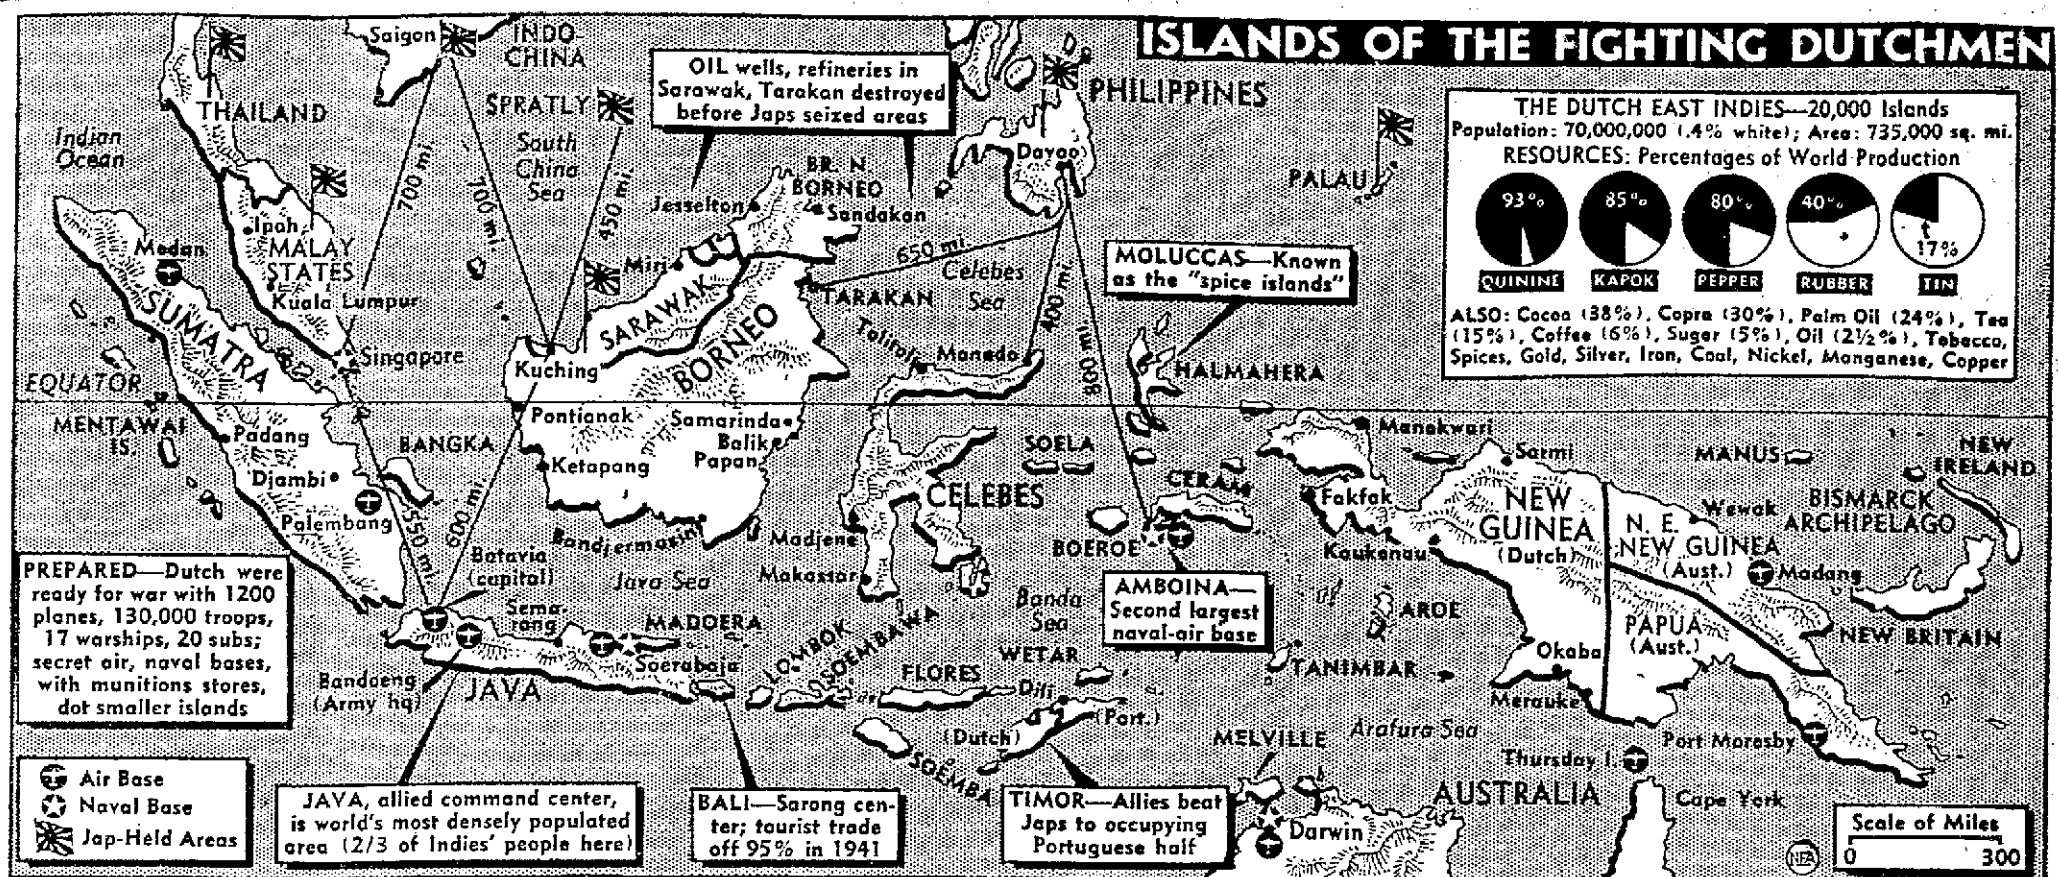 ISLANDS OF THE FIGHTING DUTCHMEN
THE DUTCH EAST INDIES—20,000 Islands
Population: 70,000,000 (.4% white); Area: 735,000 sq. mi.
RESOURCES: Percentages of World Production
93%
85%
80%
40%
17%
QUININE
KAPOK
PEPPER
RUBBER
TIN
ALSO: Cocoa (38%), Copra (30%), Palm Oil (24%), Tea
(15%), Coffee (6%), Sugar (5%), Oil (2½%), Tobacco,
Spices, Gold, Silver, Iron, Coal, Nickel, Manganese, Copper
OIL wells, refineries in
Sarawak, Tarakan destroyed
before Japs seized areas
Saigon
INDO-
CHINA
THAILAND
SPRATLY
PHILIPPINES
Indian
Ocean
South
China
Sea
Davao
PALAU
BR. N.
BORNEO
Jesselton
Sandakan
700 mi.
700 mi.
450 mi.
650 mi.
400 mi.
800 mi.
Ipoh
MALAY
STATES
Kuala Lumpur
Medan
SUMATRA
Singapore
Miri
SARAWAK
TARAKAN
Celebes
Sea
BORNEO
Kuching
MOLUCCAS—Known
as the "spice islands"
Tolitoli
Manado
HALMAHERA
EQUATOR
MENTAWAI
IS.
Padang
Djambi
Palembang
BANGKA
550 mi.
600 mi.
Pontianak
Ketapang
Samarinda
Balik
Papan
Bandjermasin
CELEBES
Madjene
Makassar
SOELA
CERAM
BOEROE
Manokwari
Sarmi
Fakfak
Kaukenau
NEW
GUINEA
(Dutch)
MANUS
NEW
IRELAND
Wewak
BISMARCK
ARCHIPELAGO
N. E.
NEW GUINEA
(Aust.)
Madang
NEW BRITAIN
PAPUA
(Aust.)
Okaba
Merauke
Port Moresby
Thursday I.
Cape York
PREPARED—Dutch were
ready for war with 1200
planes, 130,000 troops,
17 warships, 20 subs;
secret air, naval bases,
with munitions stores,
dot smaller islands
Batavia
(capital)
Java Sea
Sema-
rang
MADOERA
Soerabaja
Bandoeng
(Army hq)
JAVA
LOMBOK
SOEMBAWA
FLORES
WETAR
Banda
Sea
AMBOINA—
Second largest
naval-air base
AROE
TANIMBAR
Dili
(Port.)
(Dutch)
SOEMBA
Arafura Sea
MELVILLE
AUSTRALIA
Darwin
Air Base
Naval Base
Jap-Held Areas
JAVA, allied command center,
is world's most densely populated
area (2/3 of Indies' people here)
BALI—Sarong cen-
ter; tourist trade
off 95% in 1941
TIMOR—Allies beat
Japs to occupying
Portuguese half
Scale of Miles
0 300
NEA